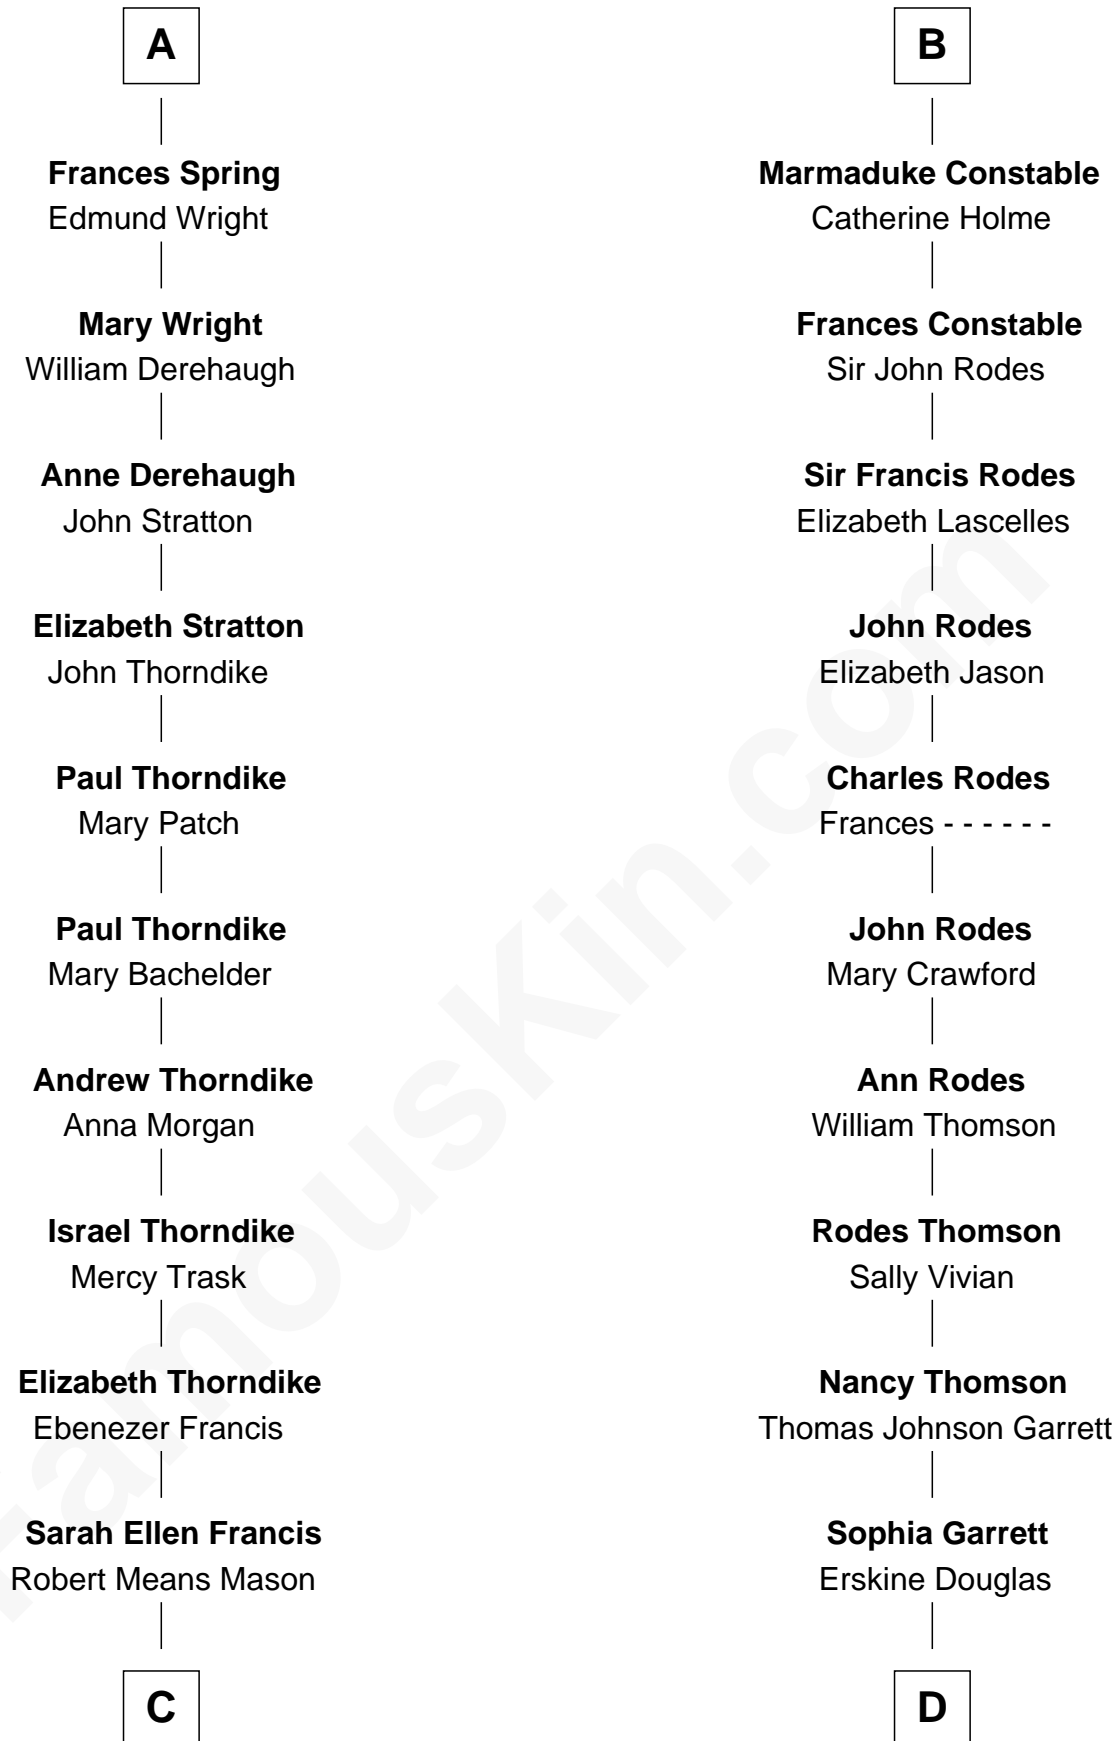 A
Frances Spring
Edmund Wright
Mary Wright
William Derehaugh
Anne Derehaugh
John Stratton
Elizabeth Stratton
John Thorndike
Paul Thorndike
Mary Patch
Paul Thorndike
Mary Bachelder
Andrew Thorndike
Anna Morgan
Israel Thorndike
Mercy Trask
Elizabeth Thorndike
Ebenezer Francis
Sarah Ellen Francis
Robert Means Mason
C
B
Marmaduke Constable
Catherine Holme
Frances Constable
Sir John Rodes
Sir Francis Rodes
Elizabeth Lascelles
John Rodes
Elizabeth Jason
Charles Rodes
Frances - - - - - -
John Rodes
Mary Crawford
Ann Rodes
William Thomson
Rodes Thomson
Sally Vivian
Nancy Thomson
Thomas Johnson Garrett
Sophia Garrett
Erskine Douglas
D
FamousKin.com